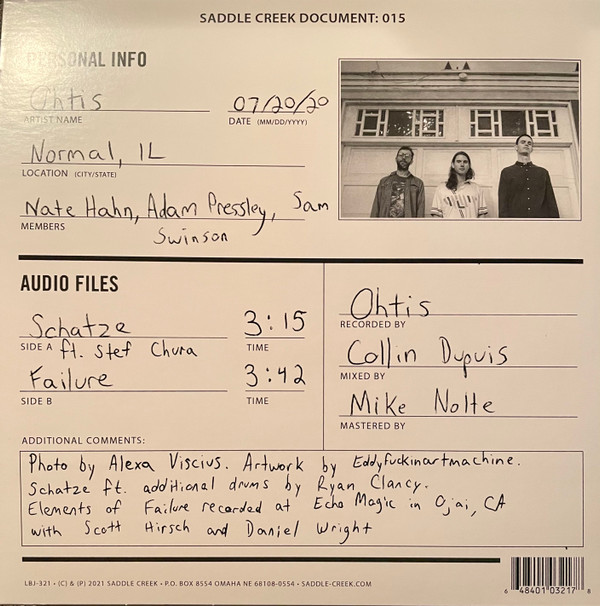 SADDLE CREEK DOCUMENT: 015
PERSONAL INFO
Ohtis
ARTIST NAME
07/20/20
DATE (MM/DD/YYYY)
Normal, IL
LOCATION (CITY/STATE)
Nate Hahn, Adam Pressley, Sam
Swinson
MEMBERS
AUDIO FILES
Schatze
3:15
SIDE A ft. Stef Chura
TIME
Failure
3:42
SIDE B
TIME
Ohtis
RECORDED BY
Collin Dupuis
MIXED BY
Mike Nolte
MASTERED BY
ADDITIONAL COMMENTS:
Photo by Alexa Viscius. Artwork by Eddyfuckinartmachine.
Schatze ft. additional drums by Ryan Clancy.
Elements of Failure recorded at Echo Magic in Ojai, CA
with Scott Hirsch and Daniel Wright
LBJ-321 • (C) & (P) 2021 SADDLE CREEK • P.O. BOX 8554 OMAHA NE 68108-0554 • SADDLE-CREEK.COM
6 48401 03217 8